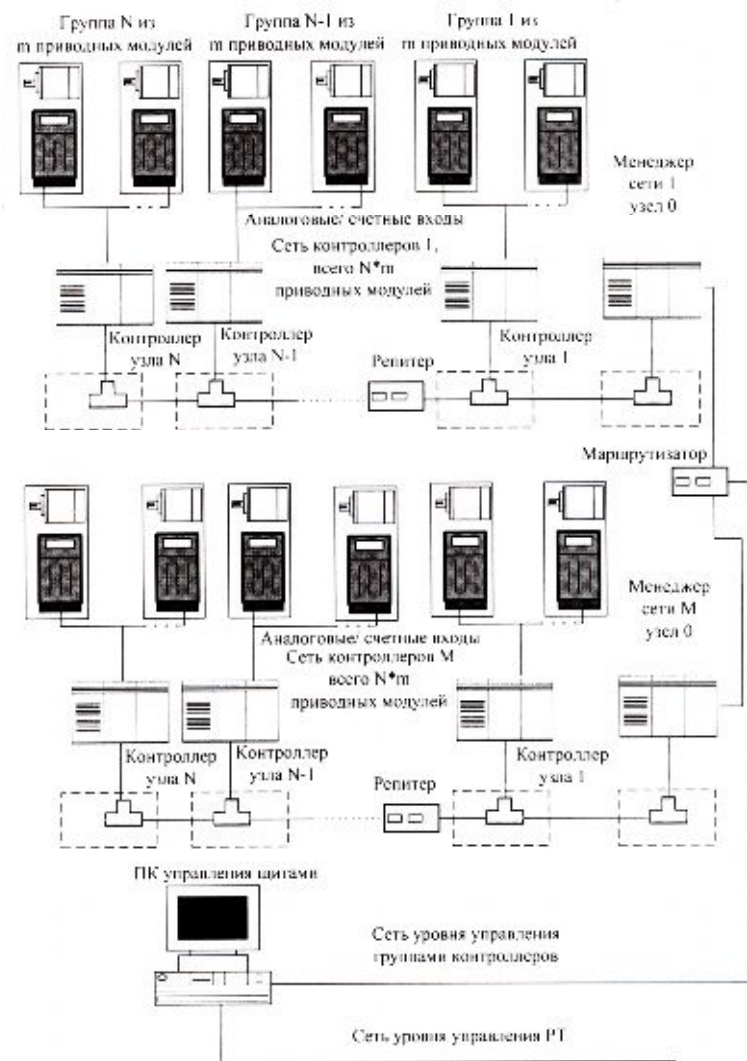 Группа N из
m приводных модулей
Группа N-1 из
m приводных модулей
Группа 1 из
m приводных модулей
Менеджер
сети 1
узел 0
Аналоговые/ счетные входы
Сеть контроллеров 1,
всего N*m
приводных модулей
Контроллер
узла N
Контроллер
узла N-1
Репитер
Контроллер
узла 1
Маршрутизатор
Менеджер
сети М
узел 0
Аналоговые/ счетные входы
Сеть контроллеров М
всего N*m
приводных модулей
Контроллер
узла N
Контроллер
узла N-1
Репитер
Контроллер
узла 1
ПК управления щитами
Сеть уровня управления
группами контроллеров
Сеть уровня управления РТ